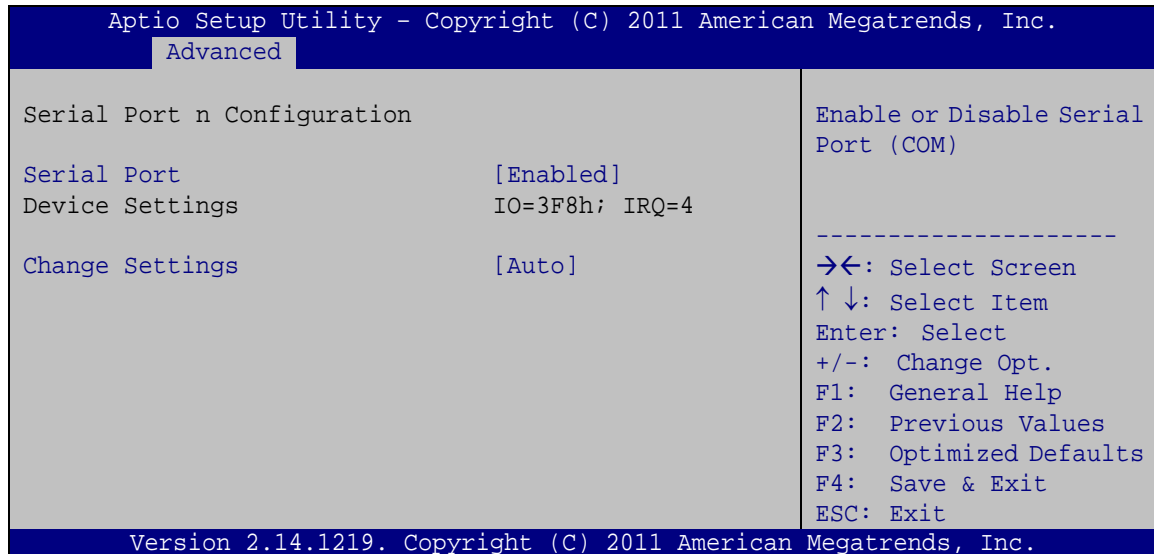 Aptio Setup Utility – Copyright (C) 2011 American Megatrends, Inc.
Advanced
Serial Port n Configuration
Serial Port [Enabled]
Device Settings IO=3F8h; IRQ=4
Change Settings [Auto]
Enable or Disable Serial
Port (COM)
---------------------
→←: Select Screen
↑ ↓: Select Item
Enter: Select
+/-: Change Opt.
F1: General Help
F2: Previous Values
F3: Optimized Defaults
F4: Save & Exit
ESC: Exit
Version 2.14.1219. Copyright (C) 2011 American Megatrends, Inc.